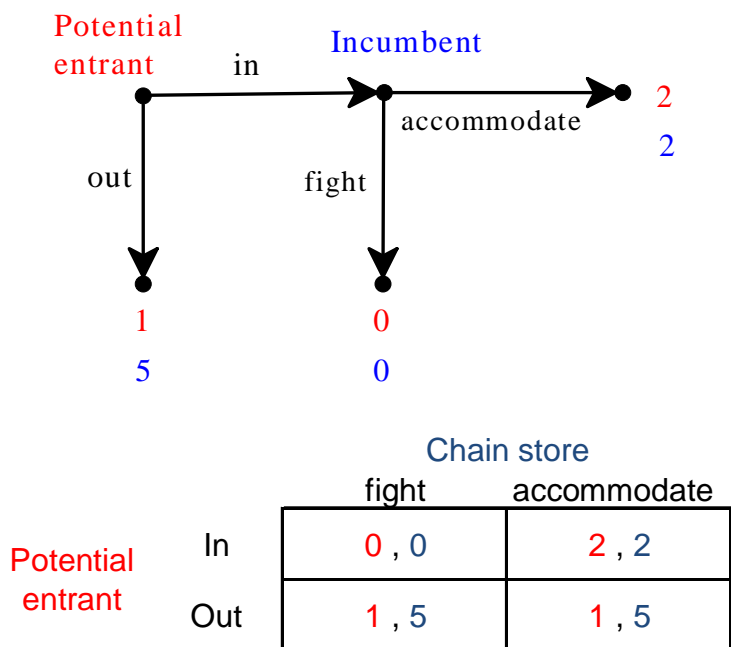 Potential
entrant
in
Incumbent
accommodate
2
2
out
fight
1
0
5
0
Chain store
fight accommodate
Potential
entrant
In 0 , 0 2 , 2
Out 1 , 5 1 , 5